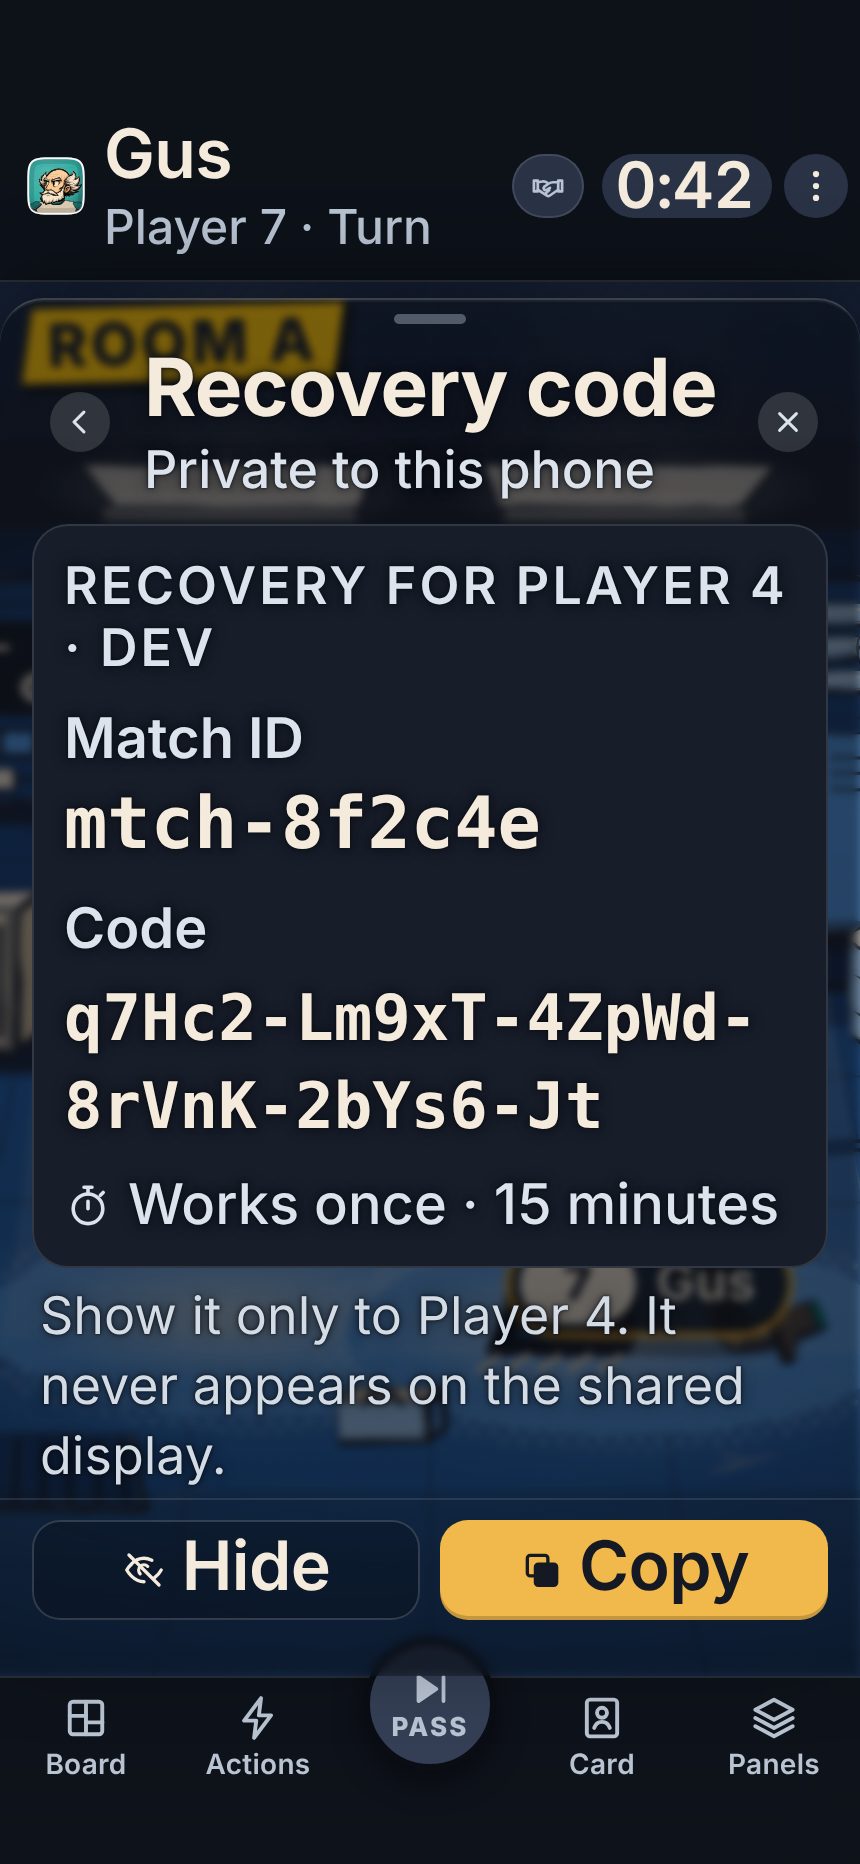 Gus
Player 7 · Turn
0:42
ROOM A
Recovery code
Private to this phone
RECOVERY FOR PLAYER 4
· DEV
Match ID
mtch-8f2c4e
Code
q7Hc2-Lm9xT-4ZpWd-
8rVnK-2bYs6-Jt
Works once · 15 minutes
7 Gus
Show it only to Player 4. It
never appears on the shared
display.
Hide
Copy
PASS
Board
Actions
Card
Panels